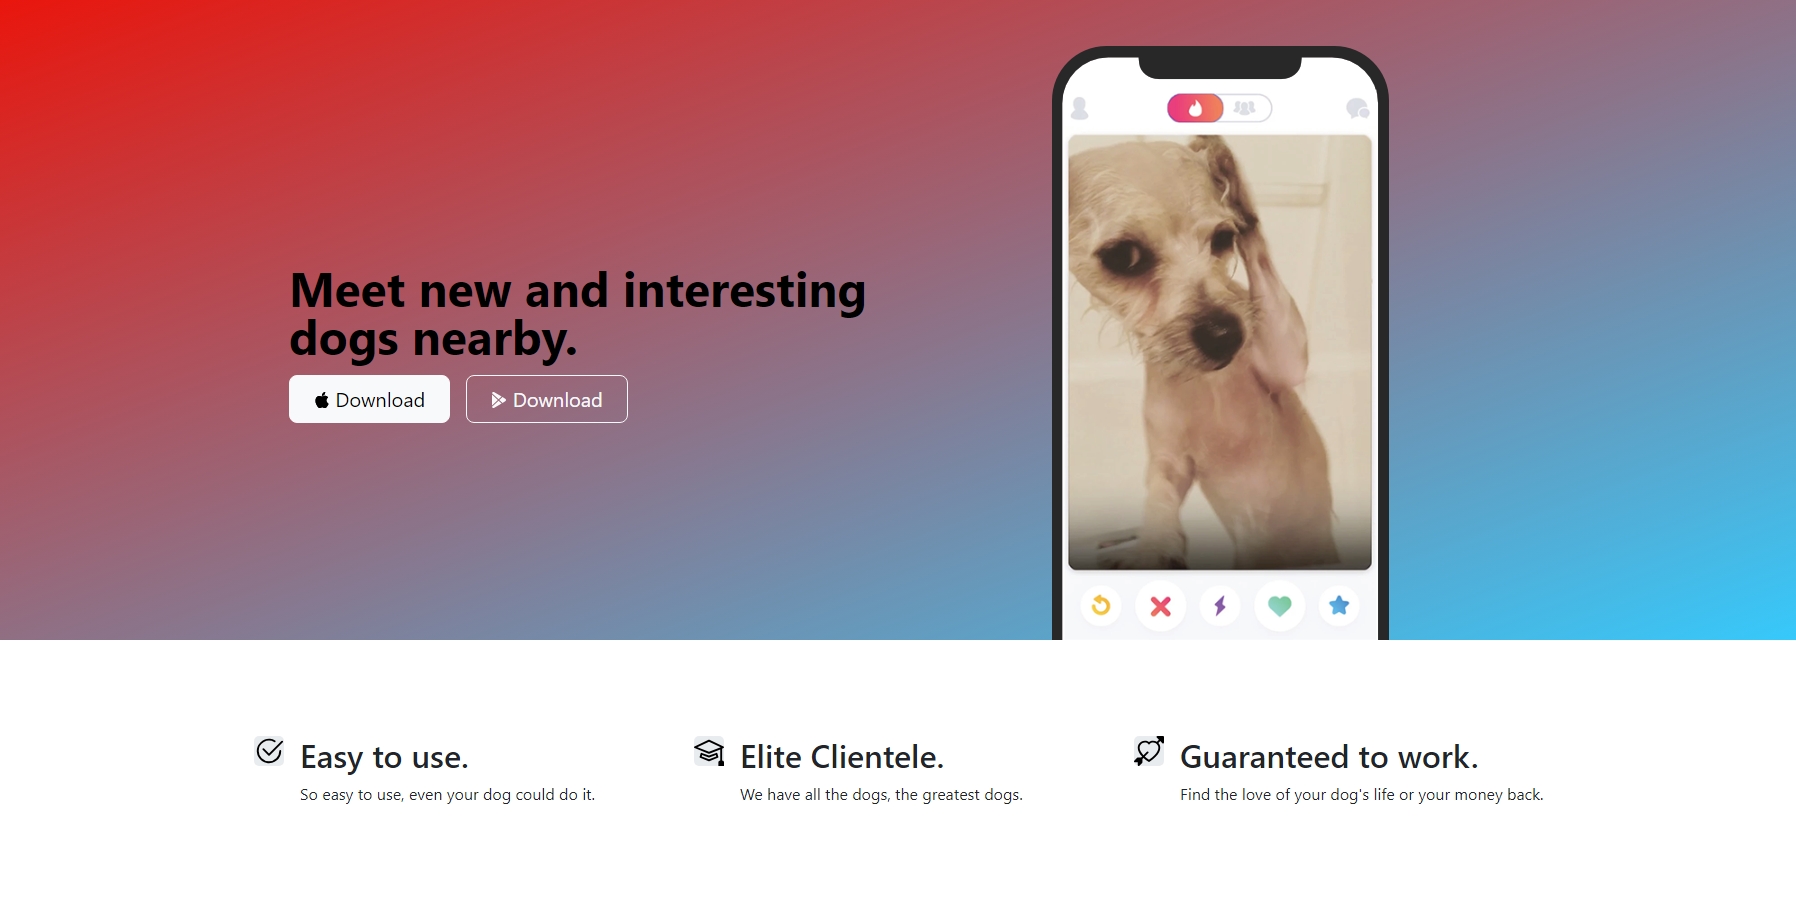 Meet new and interesting
dogs nearby.
Download
Download
Easy to use.
So easy to use, even your dog could do it.
Elite Clientele.
We have all the dogs, the greatest dogs.
Guaranteed to work.
Find the love of your dog's life or your money back.